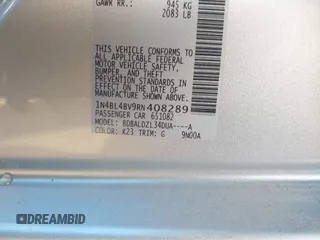 GAWR RR.: 945 KG
2083 LB
THIS VEHICLE CONFORMS TO
ALL APPLICABLE FEDERAL
MOTOR VEHICLE SAFETY,
BUMPER, AND THEFT
PREVENTION STANDARDS IN
EFFECT ON THE DATE OF
MANUFACTURE SHOWN ABOVE.
1N4BL4BV9RN408289
PASSENGER CAR 651082
MODEL: BDBALDZL34DUA----A
COLOR: K23 TRIM: G 9N00A
DREAMBID